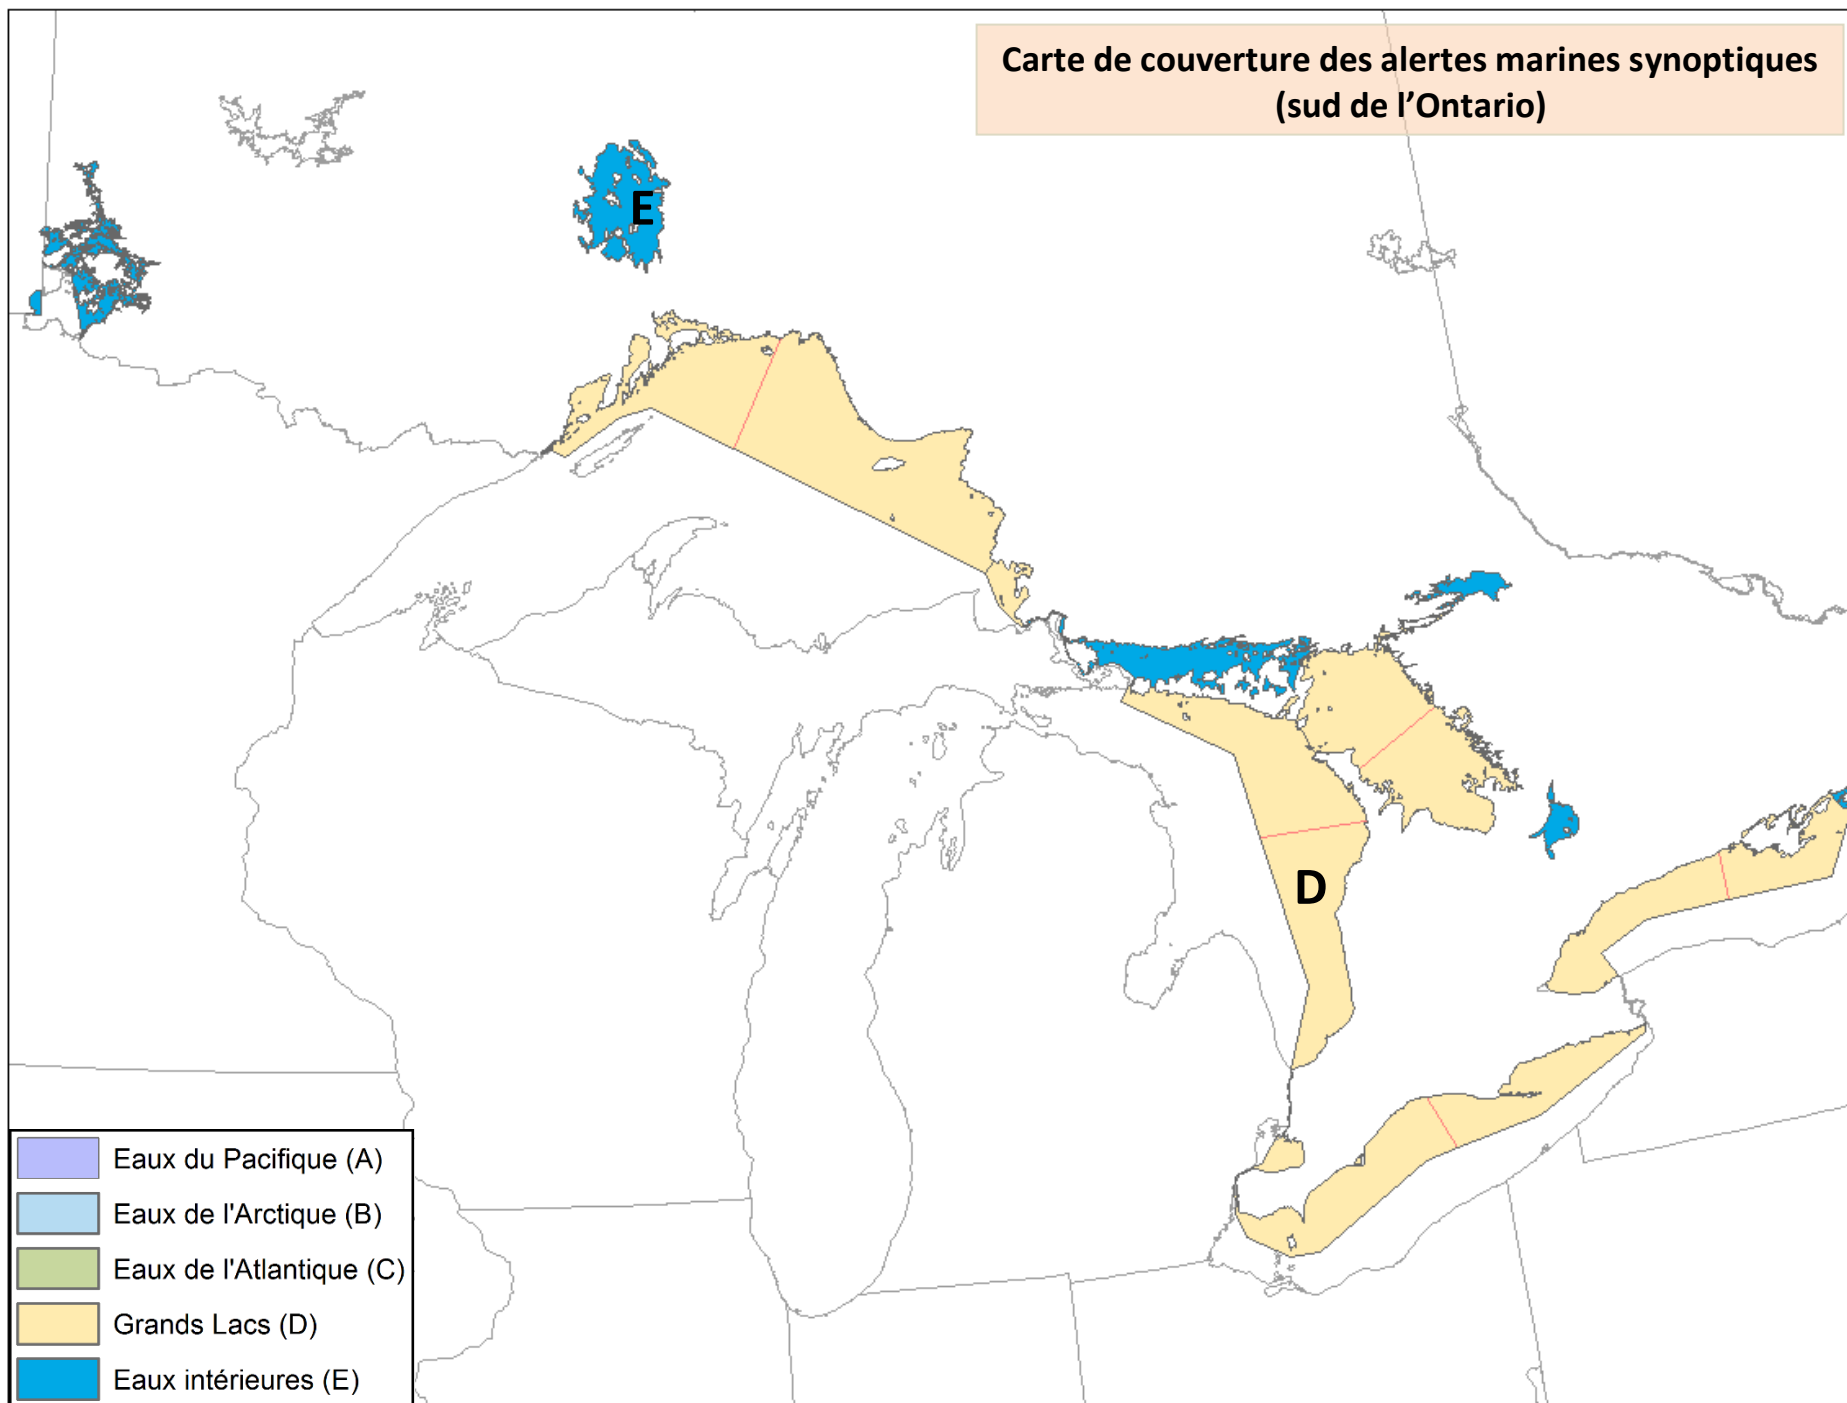 Carte de couverture des alertes marines synoptiques
(sud de l’Ontario)
E
D
Eaux du Pacifique (A)
Eaux de l'Arctique (B)
Eaux de l'Atlantique (C)
Grands Lacs (D)
Eaux intérieures (E)